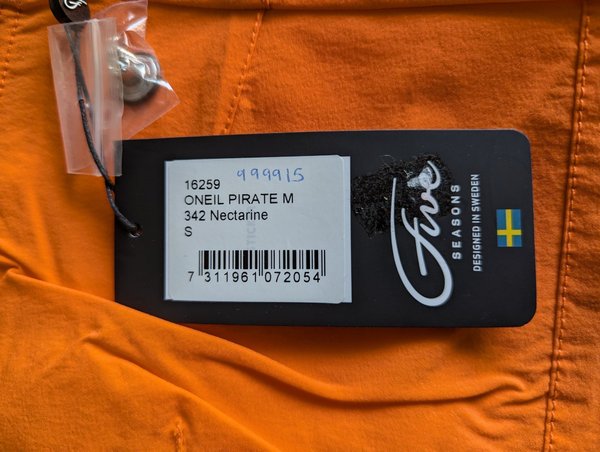 999915
16259
ONEIL PIRATE M
342 Nectarine
S
7 311961 072054
Five
SEASONS
DESIGNED IN SWEDEN